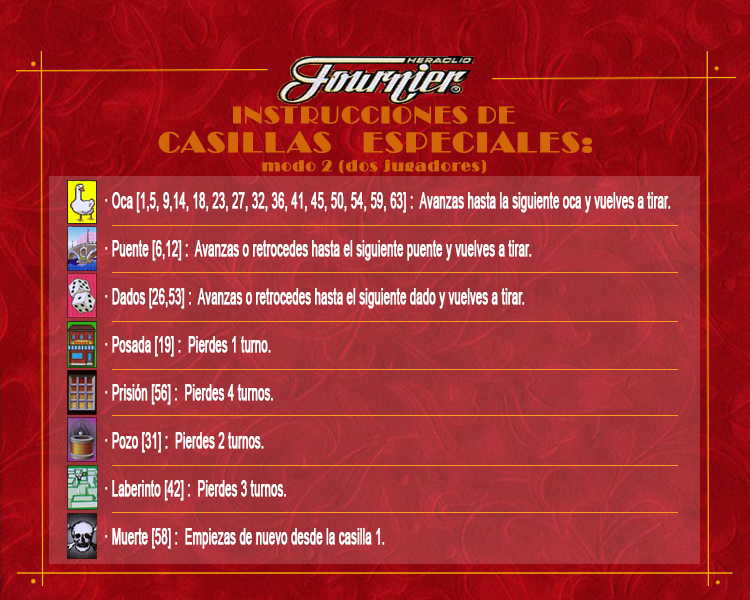 HERACLIO
Fournier®
INSTRUCCIONES DE
CASILLAS ESPECIALES:
modo 2 (dos jugadores)
· Oca [1,5, 9,14, 18, 23, 27, 32, 36, 41, 45, 50, 54, 59, 63] : Avanzas hasta la siguiente oca y vuelves a tirar.
· Puente [6,12] : Avanzas o retrocedes hasta el siguiente puente y vuelves a tirar.
· Dados [26,53] : Avanzas o retrocedes hasta el siguiente dado y vuelves a tirar.
· Posada [19] : Pierdes 1 turno.
· Prisión [56] : Pierdes 4 turnos.
· Pozo [31] : Pierdes 2 turnos.
· Laberinto [42] : Pierdes 3 turnos.
· Muerte [58] : Empiezas de nuevo desde la casilla 1.